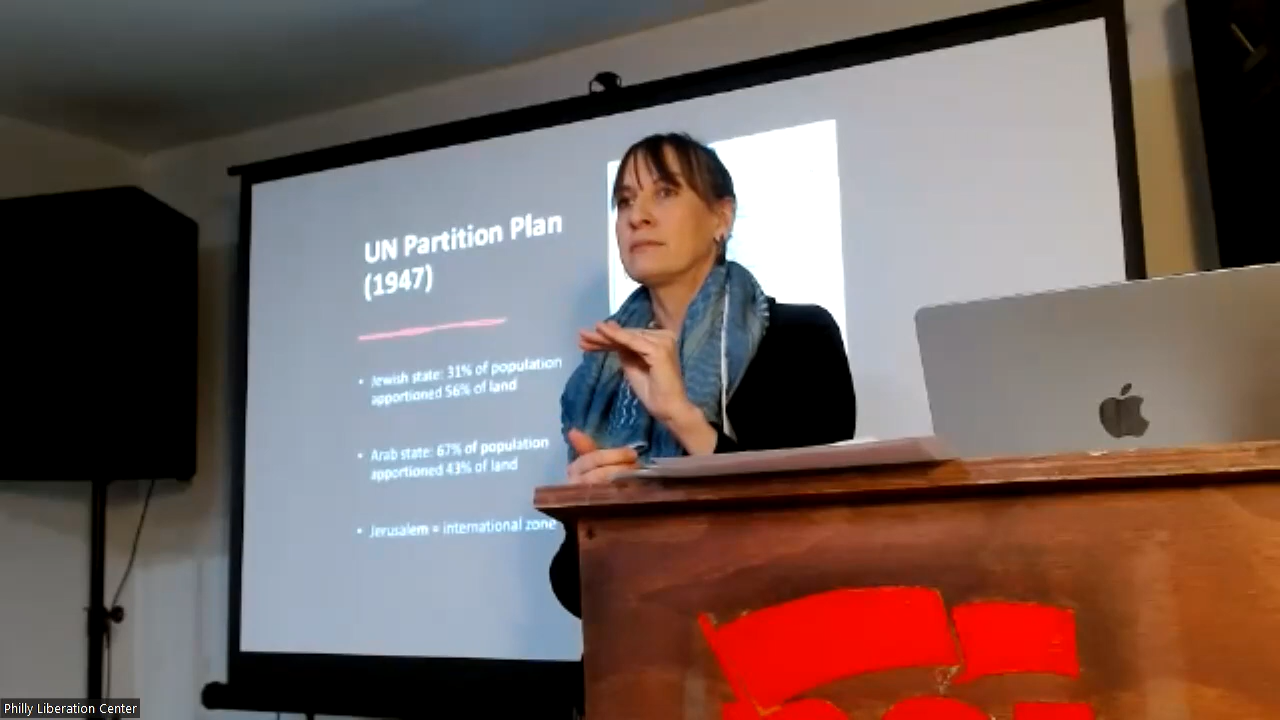 UN Partition Plan
(1947)
• Jewish state: 31% of population
apportioned 56% of land
• Arab state: 67% of population
apportioned 43% of land
• Jerusalem = international zone
Philly Liberation Center